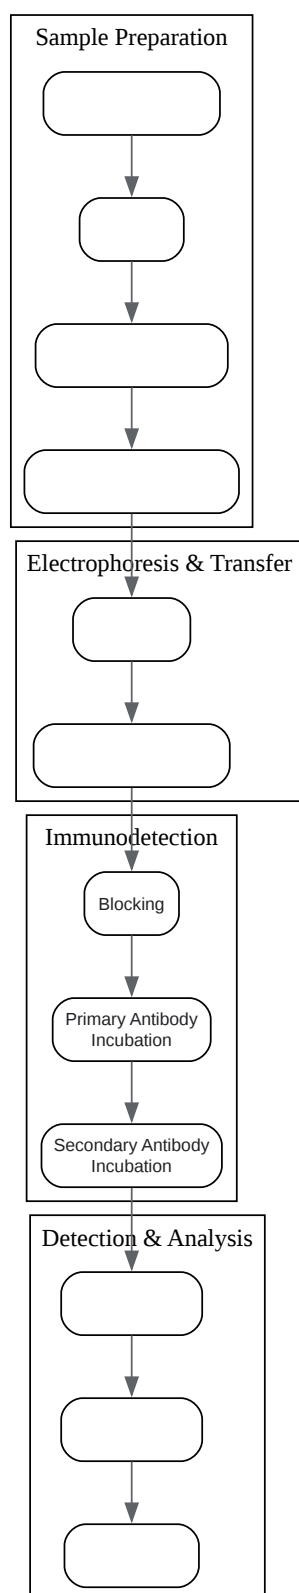 Sample Preparation
Electrophoresis & Transfer
Immunodetection
Blocking
Primary Antibody
Incubation
Secondary Antibody
Incubation
Detection & Analysis